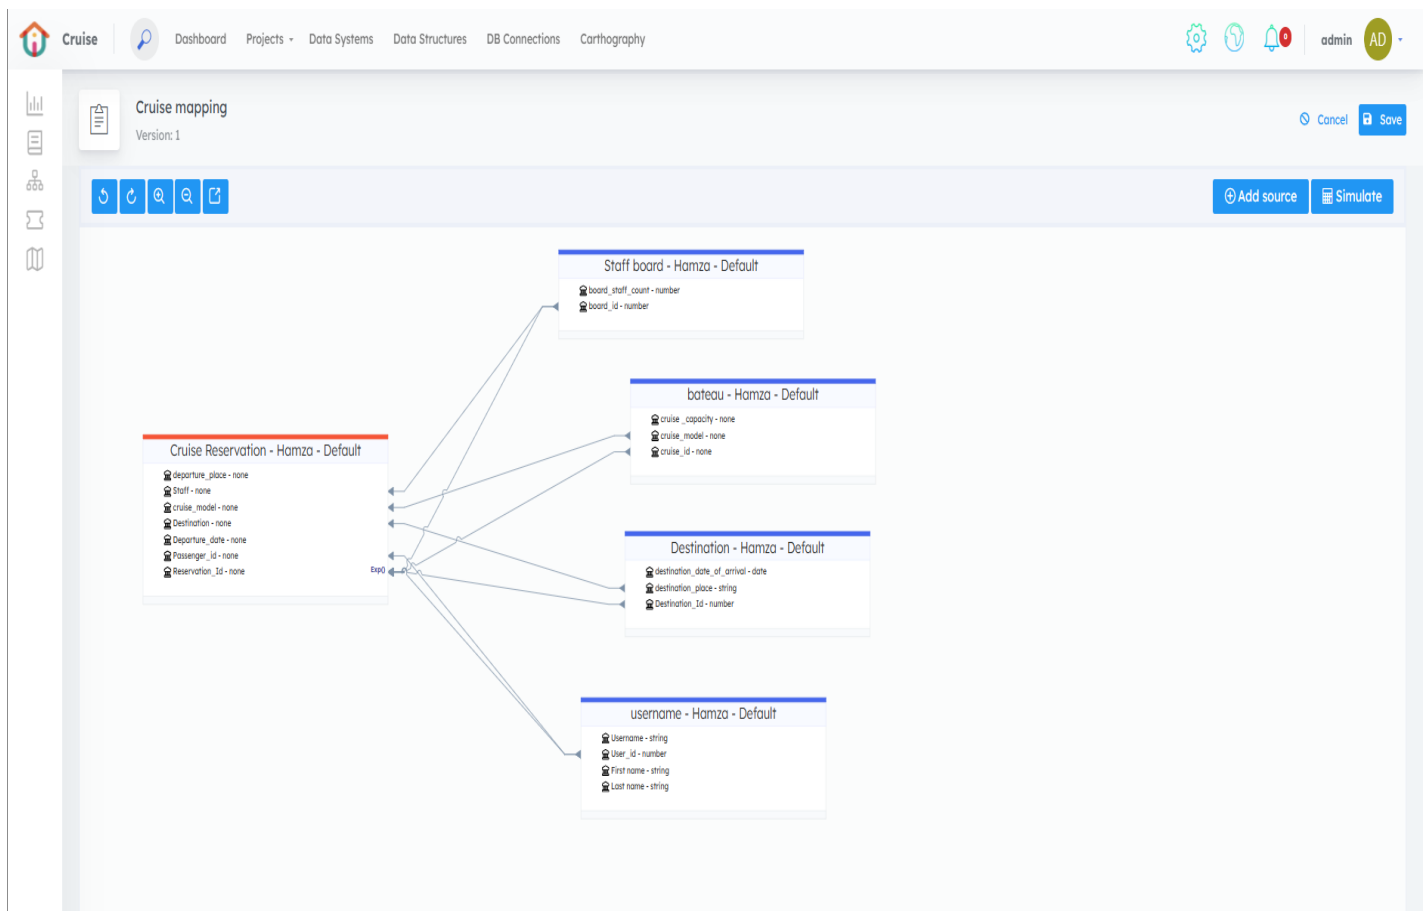 Cruise
Dashboard
Projects
Data Systems
Data Structures
DB Connections
Carthography
admin
AD
Cruise mapping
Version: 1
Cancel
Save
Add source
Simulate
Staff board - Hamza - Default
board_staff_count - number
board_id - number
bateau - Hamza - Default
cruise _capacity - none
cruise_model - none
cruise_id - none
Cruise Reservation - Hamza - Default
departure_place - none
Staff - none
cruise_model - none
Destination - none
Departure_date - none
Passenger_id - none
Reservation_Id - none
Exp()
Destination - Hamza - Default
destination_date_of_arrival - date
destination_place - string
Destination_Id - number
username - Hamza - Default
Username - string
User_id - number
First name - string
Last name - string